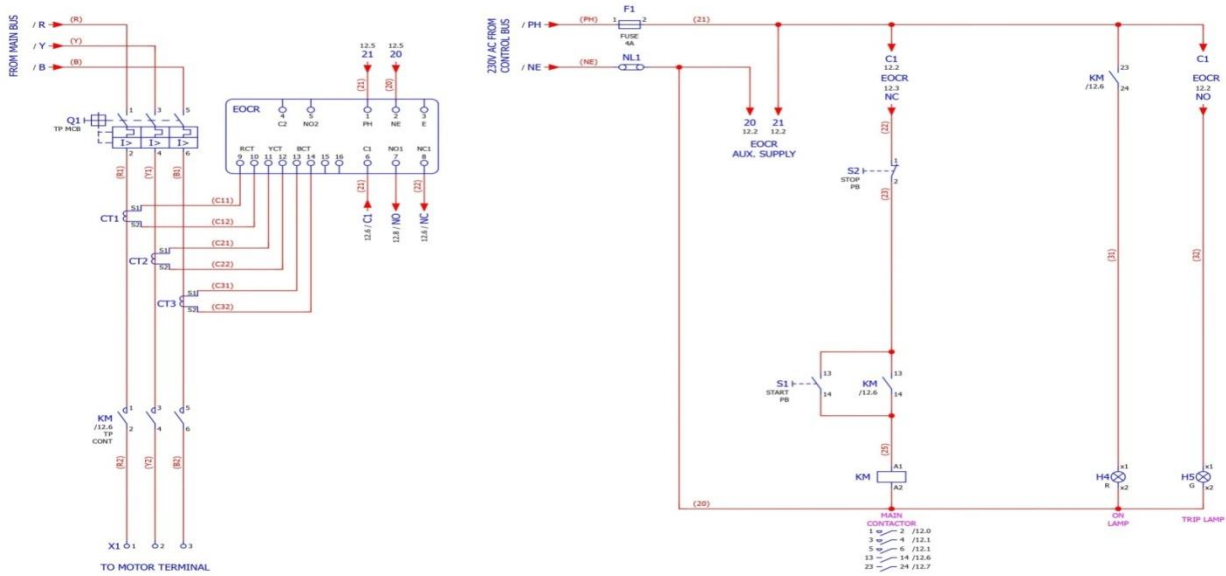 FROM MAIN BUS
/ R (R)
/ Y (Y)
/ B (B)
1 3 5
Q1
TP MCB
I> I> I>
2 4 6
(R1) (Y1) (B1)
CT1 S1 S2
(C11)
(C12)
CT2 S1 S2
(C21)
(C22)
CT3 S1 S2
(C31)
(C32)
12.5 12.5
21 20
(21) (20)
EOCR
4 5 1 2 3
C2 NO2 PH NE E
RCT YCT BCT C1 NO1 NC1
9 10 11 12 13 14 15 16 6 7 8
(21) (22)
12.6 / C1
12.8 / NO
12.6 / NC
KM
/12.6
TP
CONT
1 3 5
2 4 6
(R2) (Y2) (B2)
X1 1 2 3
TO MOTOR TERMINAL
230V AC FROM
CONTROL BUS
/ PH (PH)
F1
1 2
FUSE
4A
(21)
/ NE (NE)
NL1
20 21
12.2 12.2
EOCR
AUX. SUPPLY
C1
12.2
EOCR
12.3
NC
(22)
S2
STOP
PB
1
2
(23)
S1
START
PB
13
14
KM
/12.6
13
14
(25)
KM
A1
A2
(20)
MAIN
CONTACTOR
1 2 /12.0
3 4 /12.1
5 6 /12.1
13 14 /12.6
23 24 /12.7
KM
/12.6
23
24
(31)
H4
R
x1
x2
ON
LAMP
C1
12.2
EOCR
12.2
NO
(32)
H5
G
x1
x2
TRIP LAMP